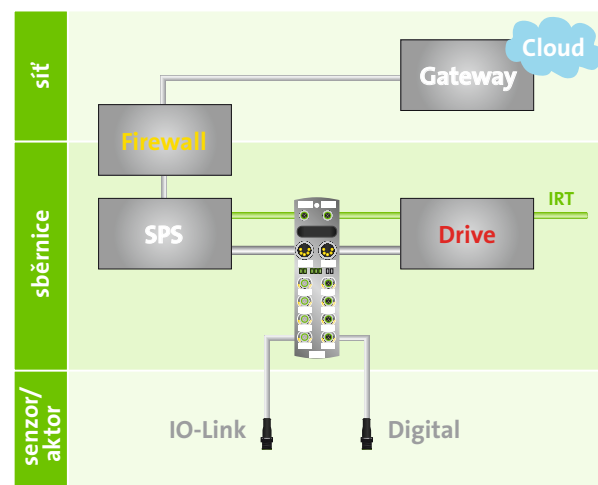 síť
Cloud
Gateway
Firewall
sběrnice
IRT
SPS
Drive
senzor/
aktor
IO-Link
Digital